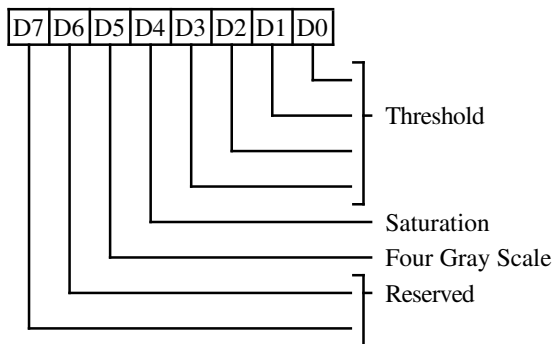 D7 D6 D5 D4 D3 D2 D1 D0
Threshold
Saturation
Four Gray Scale
Reserved